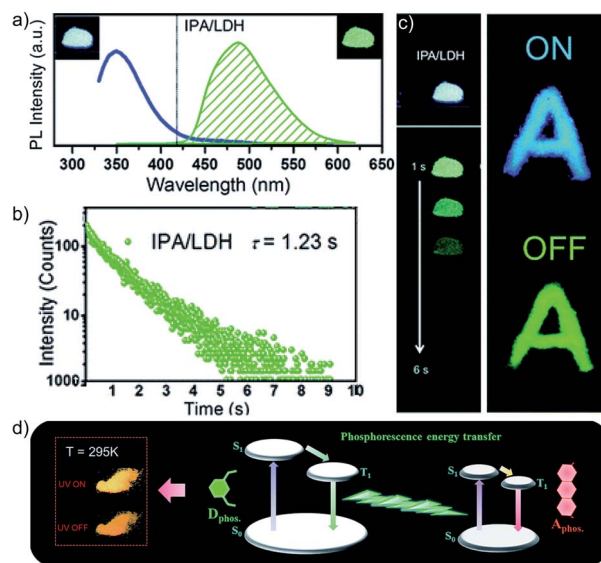 a)
IPA/LDH
PL Intensity (a.u.)
300 350 400 450 500 550 600 650
Wavelength (nm)
b)
IPA/LDH τ = 1.23 s
Intensity (Counts)
100
10
1000
1 2 3 4 5 6 7 8 9 10
Time (s)
c)
IPA/LDH
1 s
6 s
ON
A
OFF
A
d)
T = 295K
UV ON
UV OFF
Dphos.
S1
T1
S0
Phosphorescence energy transfer
S1
T1
S0
Aphos.